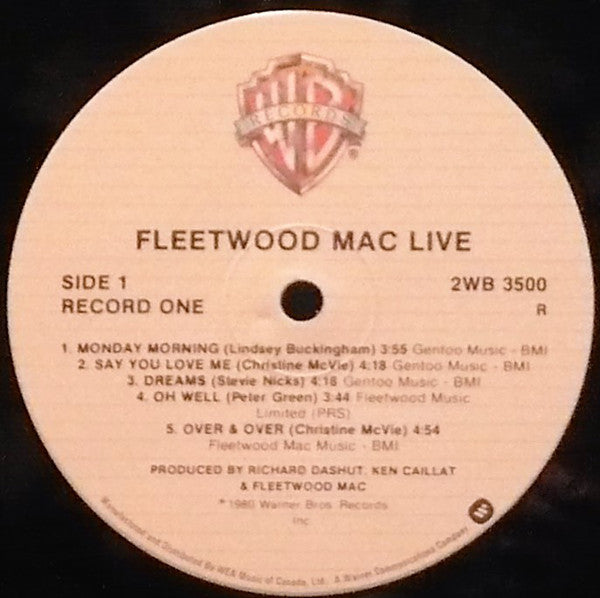 WB
RECORDS
®
FLEETWOOD MAC LIVE
SIDE 1
RECORD ONE
2WB 3500
R
1. MONDAY MORNING (Lindsey Buckingham) 3:55 Gentoo Music - BMI
2. SAY YOU LOVE ME (Christine McVie) 4:18 Gentoo Music - BMI
3. DREAMS (Stevie Nicks) 4:18 Gentoo Music - BMI
4. OH WELL (Peter Green) 3:44 Fleetwood Music
Limited (PRS)
5. OVER & OVER (Christine McVie) 4:54
Fleetwood Mac Music - BMI
PRODUCED BY RICHARD DASHUT, KEN CAILLAT
& FLEETWOOD MAC
1980 Warner Bros. Records
Inc.
Manufactured and Distributed By WEA Music of Canada, Ltd., A Warner Communications Company